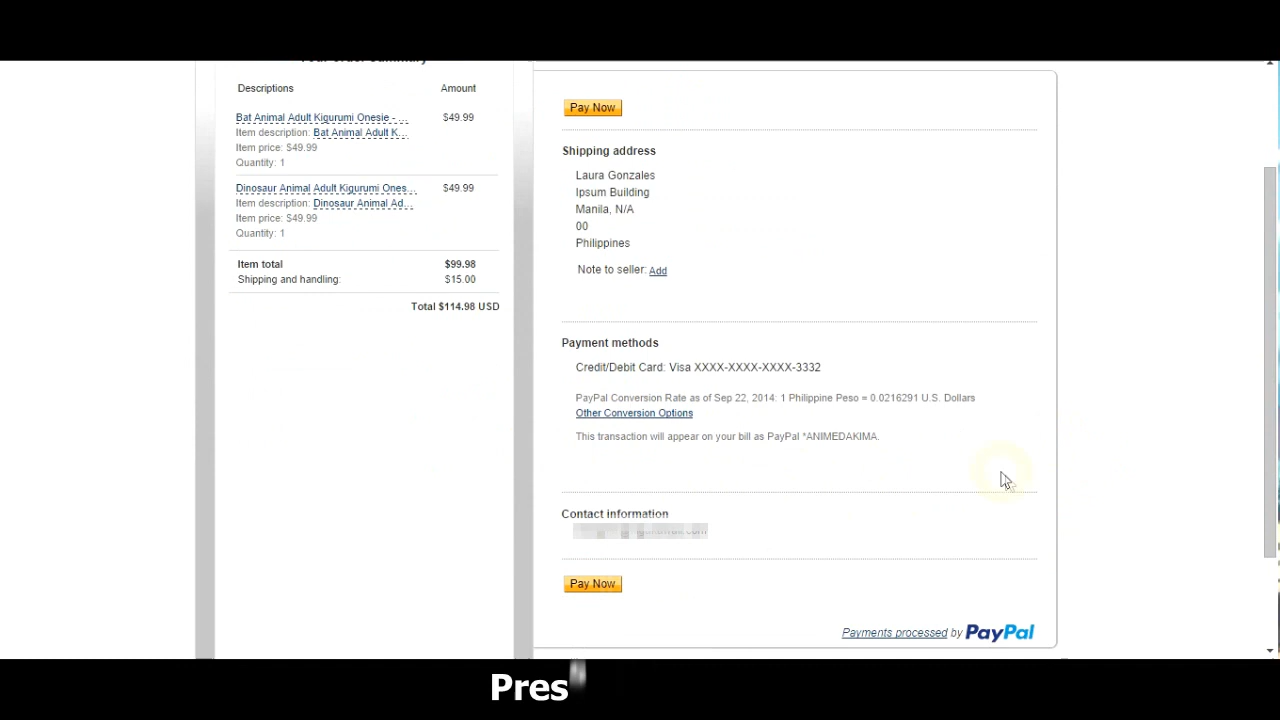 Your order summary
Descriptions Amount
Bat Animal Adult Kigurumi Onesie - ... $49.99
Item description: Bat Animal Adult K...
Item price: $49.99
Quantity: 1
Dinosaur Animal Adult Kigurumi Ones... $49.99
Item description: Dinosaur Animal Ad...
Item price: $49.99
Quantity: 1
Item total $99.98
Shipping and handling: $15.00
Total $114.98 USD
Pay Now
Shipping address
Laura Gonzales
Ipsum Building
Manila, N/A
00
Philippines
Note to seller: Add
Payment methods
Credit/Debit Card: Visa XXXX-XXXX-XXXX-3332
PayPal Conversion Rate as of Sep 22, 2014: 1 Philippine Peso = 0.0216291 U.S. Dollars
Other Conversion Options
This transaction will appear on your bill as PayPal *ANIMEDAKIMA.
Contact information
Pay Now
Payments processed by PayPal
Pres